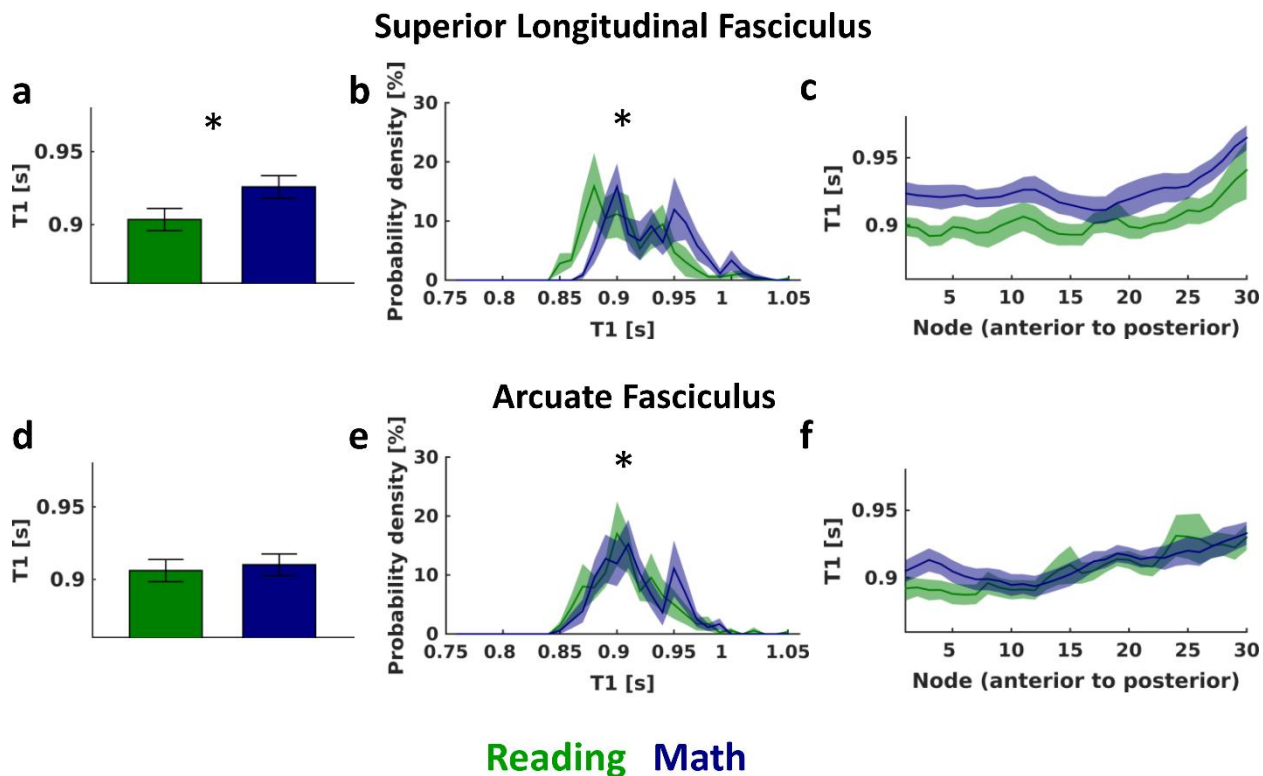 Superior Longitudinal Fasciculus
a
*
T1 [s]
0.95
0.9
b
*
Probability density [%]
30
20
10
0
0.75 0.8 0.85 0.9 0.95 1 1.05
T1 [s]
c
T1 [s]
0.95
0.9
5 10 15 20 25 30
Node (anterior to posterior)
Arcuate Fasciculus
d
T1 [s]
0.95
0.9
e
*
Probability density [%]
30
20
10
0
0.75 0.8 0.85 0.9 0.95 1 1.05
T1 [s]
f
T1 [s]
0.95
0.9
5 10 15 20 25 30
Node (anterior to posterior)
Reading Math